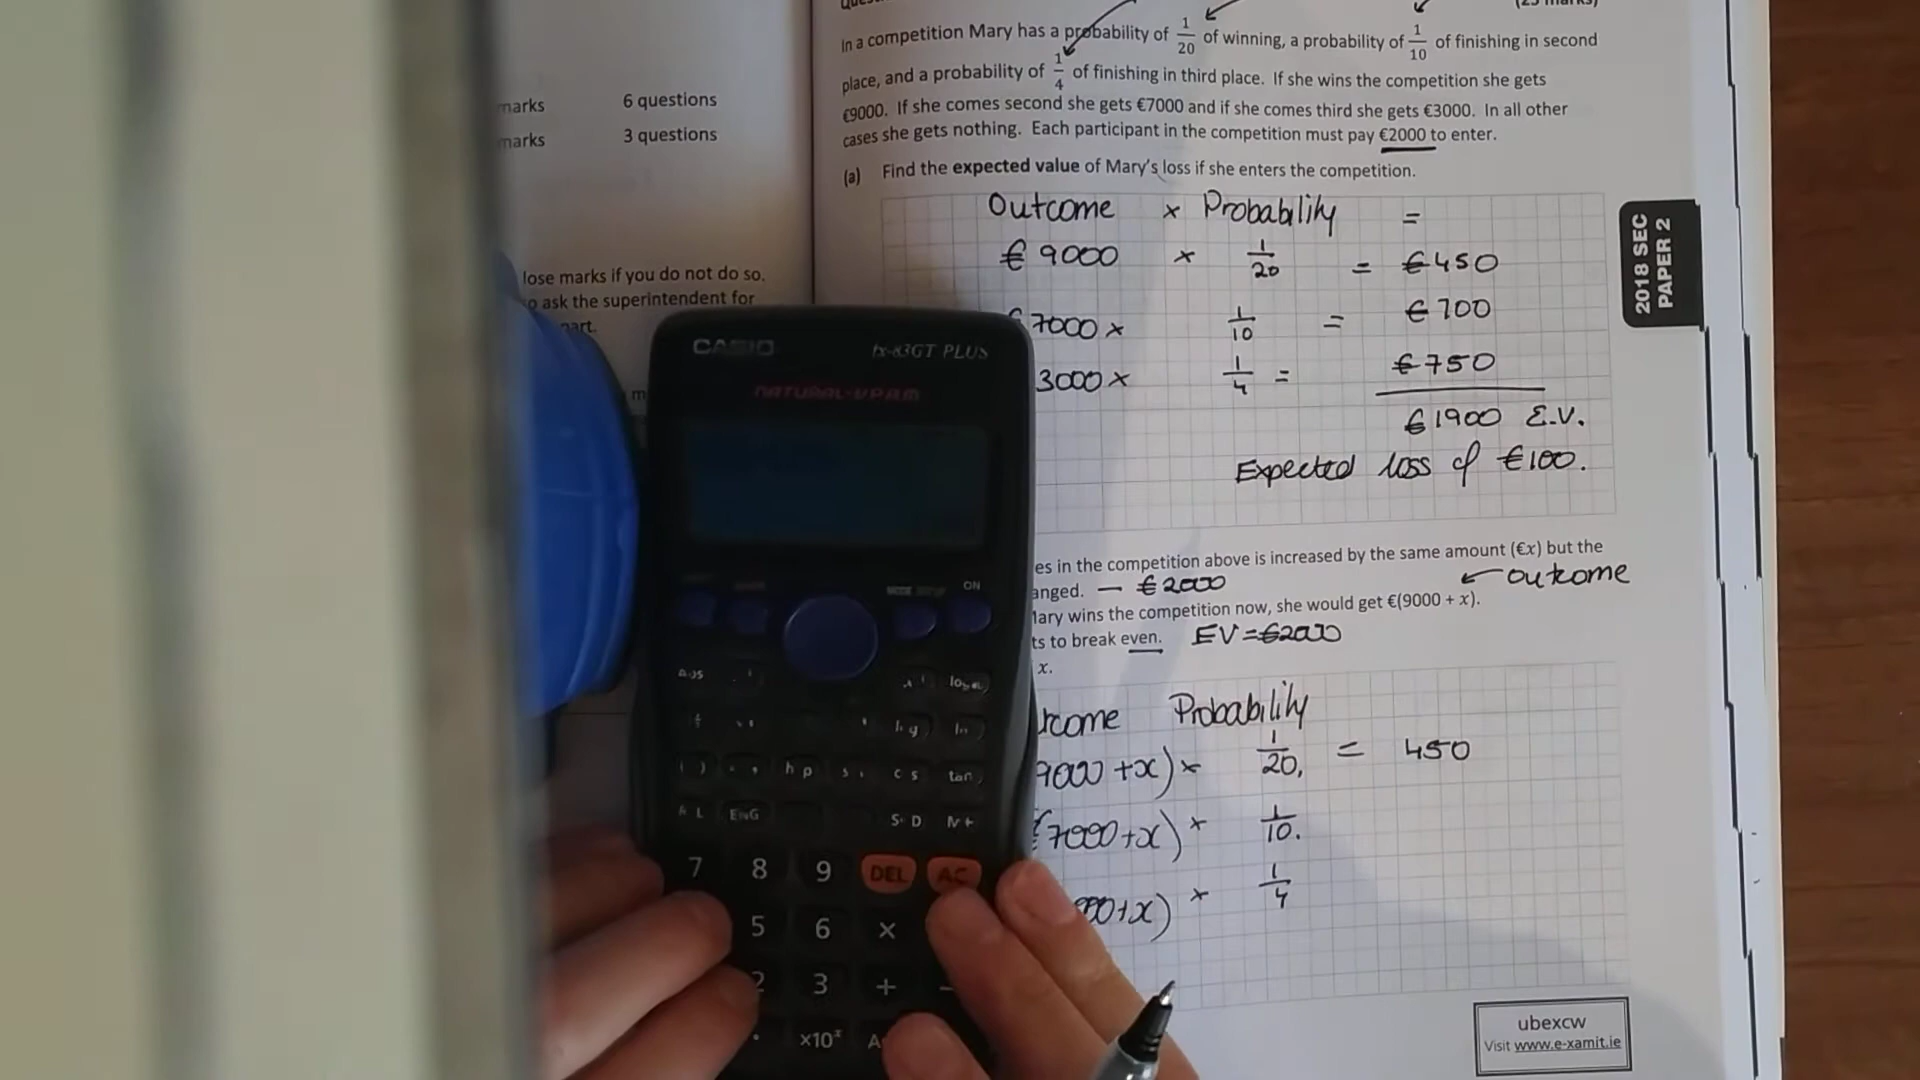 In a competition Mary has a probability of 1/20 of winning, a probability of 1/10 of finishing in second
place, and a probability of 1/4 of finishing in third place. If she wins the competition she gets
€9000. If she comes second she gets €7000 and if she comes third she gets €3000. In all other
cases she gets nothing. Each participant in the competition must pay €2000 to enter.
(a) Find the expected value of Mary's loss if she enters the competition.
Outcome × Probability =
€ 9000 × 1/20 = €450
7000 × 1/10 = €700
3000 × 1/4 = €750
€1900 E.V.
Expected loss of €100.
es in the competition above is increased by the same amount (€x) but the
anged. — €2000 ← outcome
lary wins the competition now, she would get €(9000 + x).
ts to break even. EV = €2000
x.
come Probability
9000 + x) × 1/20, = 450
(7000 + x) × 1/10.
00+x) × 1/4
marks 6 questions
marks 3 questions
lose marks if you do not do so.
o ask the superintendent for
part.
2018 SEC
PAPER 2
ubexcw
Visit www.e-xamit.ie
CASIO fx-83GT PLUS
NATURAL-V.P.A.M.
ON
log
ln
tan
ENG
7 8 9 DEL AC
5 6 ×
2 3 + -
×10ˣ